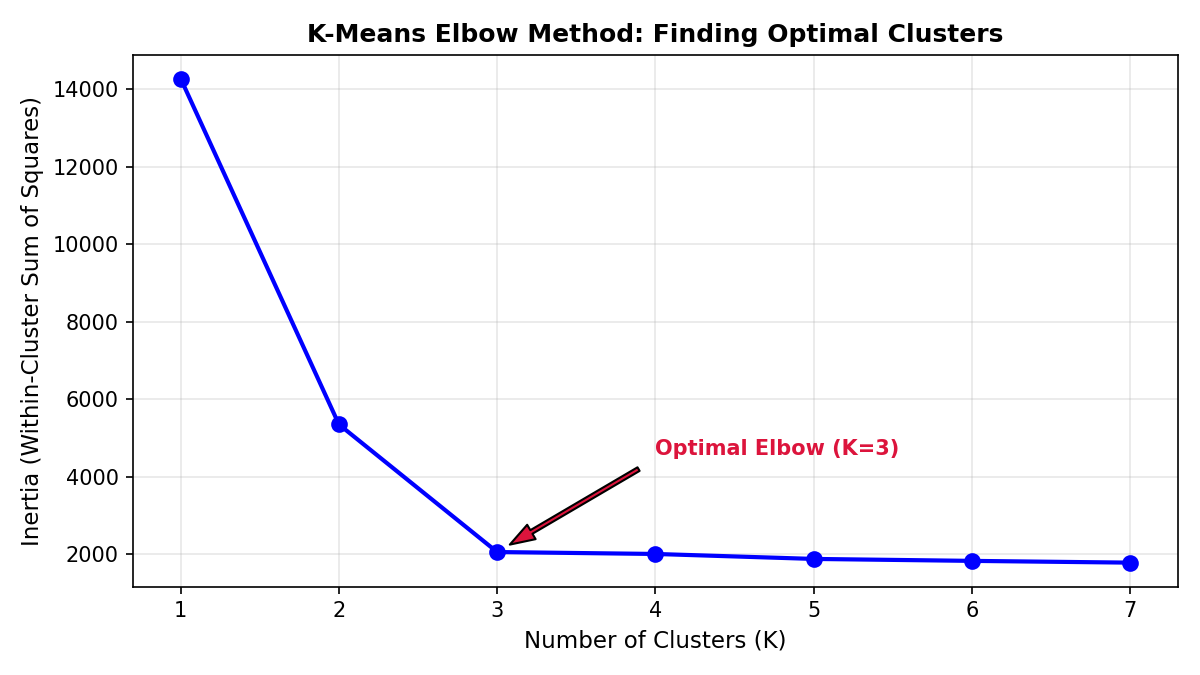 K-Means Elbow Method: Finding Optimal Clusters
Inertia (Within-Cluster Sum of Squares)
14000
12000
10000
8000
6000
4000
2000
Optimal Elbow (K=3)
1 2 3 4 5 6 7
Number of Clusters (K)